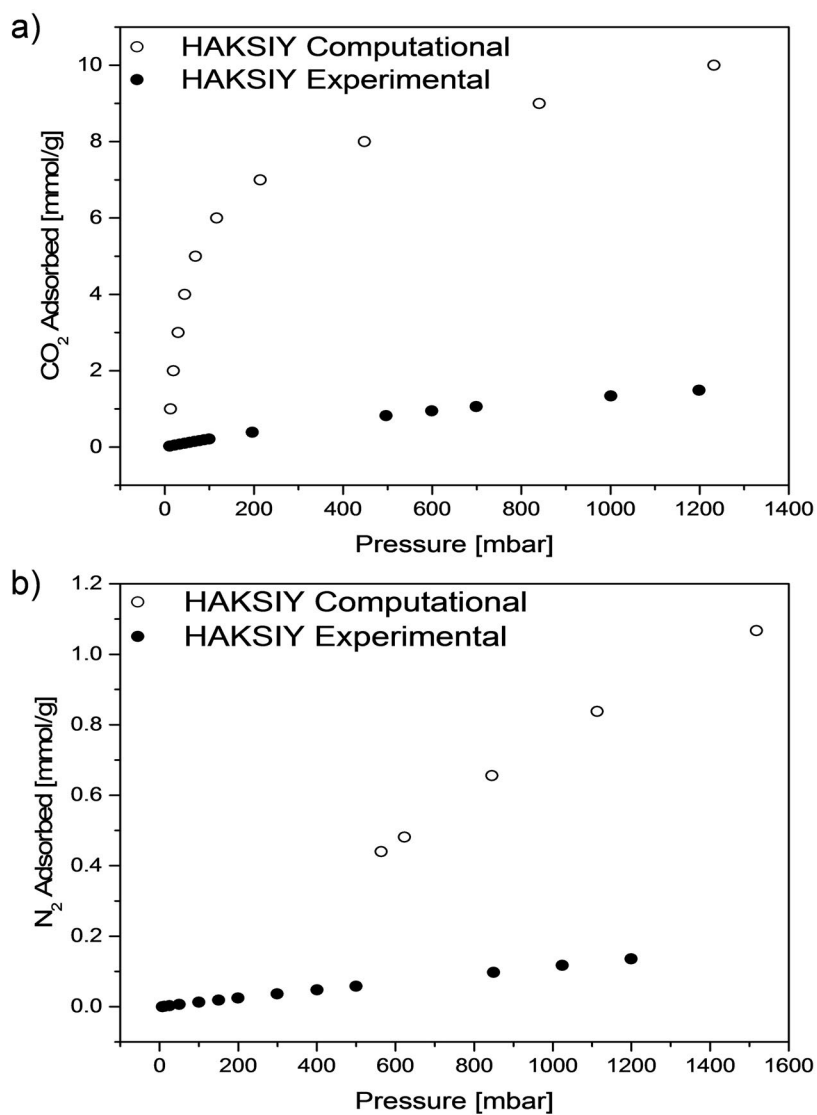 a)
HAKSIY Computational
HAKSIY Experimental
10
8
6
4
2
0
CO₂ Adsorbed [mmol/g]
0 200 400 600 800 1000 1200 1400
Pressure [mbar]
b)
1.2
HAKSIY Computational
HAKSIY Experimental
1.0
0.8
0.6
0.4
0.2
0.0
N₂ Adsorbed [mmol/g]
0 200 400 600 800 1000 1200 1400 1600
Pressure [mbar]